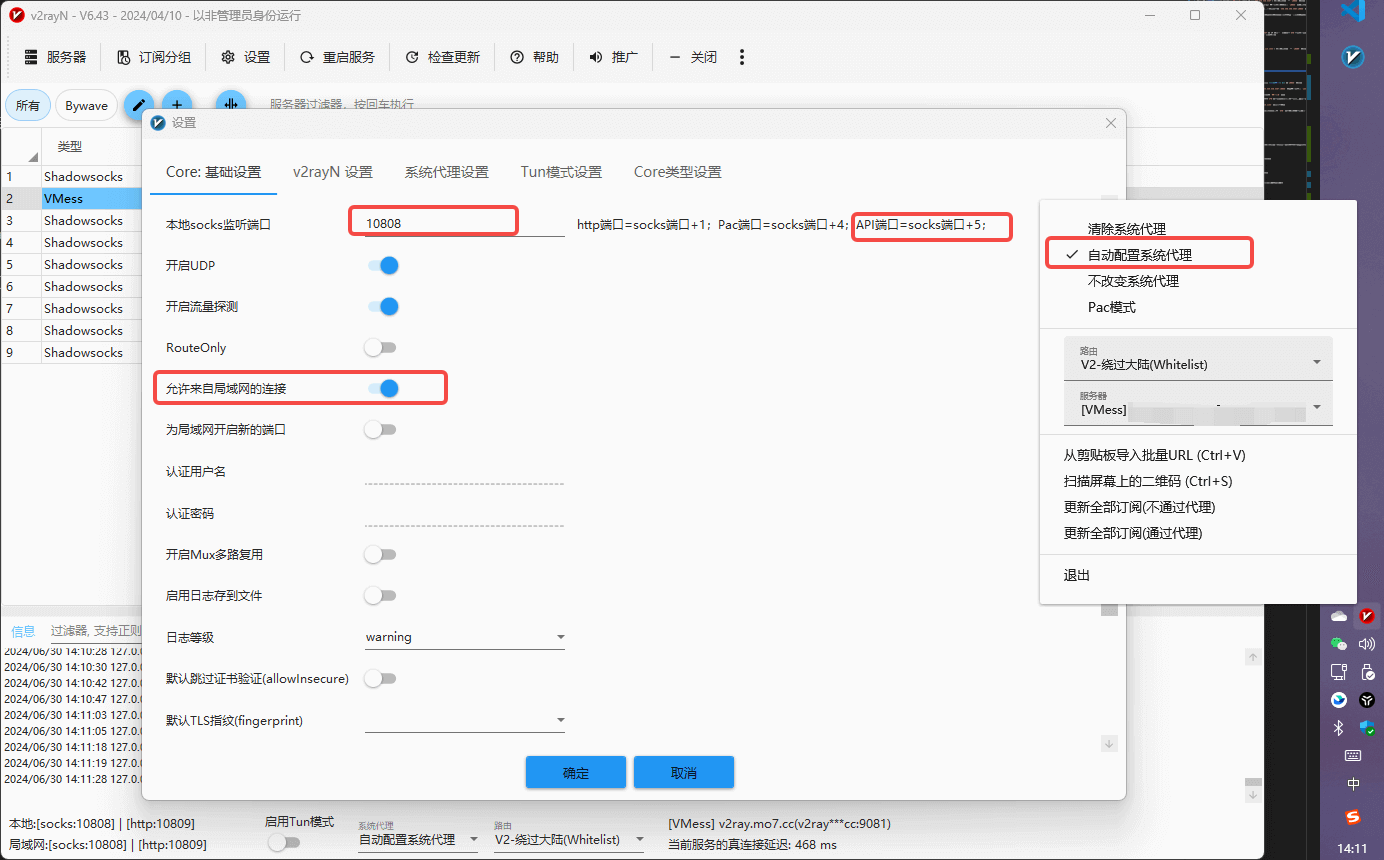 v2rayN - V6.43 - 2024/04/10 - 以非管理员身份运行
服务器 订阅分组 设置 重启服务 检查更新 帮助 推广 关闭
所有 Bywave 服务器过滤器，按回车执行
类型
1 Shadowsocks
2 VMess
3 Shadowsocks
4 Shadowsocks
5 Shadowsocks
6 Shadowsocks
7 Shadowsocks
8 Shadowsocks
9 Shadowsocks
设置
Core: 基础设置 v2rayN 设置 系统代理设置 Tun模式设置 Core类型设置
本地socks监听端口 10808 http端口=socks端口+1; Pac端口=socks端口+4; API端口=socks端口+5;
开启UDP
开启流量探测
RouteOnly
允许来自局域网的连接
为局域网开启新的端口
认证用户名
认证密码
开启Mux多路复用
启用日志存到文件
日志等级 warning
默认跳过证书验证(allowInsecure)
默认TLS指纹(fingerprint)
确定 取消
清除系统代理
自动配置系统代理
不改变系统代理
Pac模式
路由
V2-绕过大陆(Whitelist)
服务器
[VMess]
从剪贴板导入批量URL (Ctrl+V)
扫描屏幕上的二维码 (Ctrl+S)
更新全部订阅(不通过代理)
更新全部订阅(通过代理)
退出
信息 过滤器, 支持正则
2024/06/30 14:10:28 127.0.
2024/06/30 14:10:30 127.0.
2024/06/30 14:10:42 127.0.
2024/06/30 14:10:47 127.0.
2024/06/30 14:11:03 127.0.
2024/06/30 14:11:05 127.0.
2024/06/30 14:11:18 127.0.
2024/06/30 14:11:19 127.0.
2024/06/30 14:11:28 127.0.
本地:[socks:10808] | [http:10809]
局域网:[socks:10808] | [http:10809]
启用Tun模式
系统代理
自动配置系统代理
路由
V2-绕过大陆(Whitelist)
[VMess] v2ray.mo7.cc(v2ray***cc:9081)
当前服务的真连接延迟: 468 ms
中
14:11